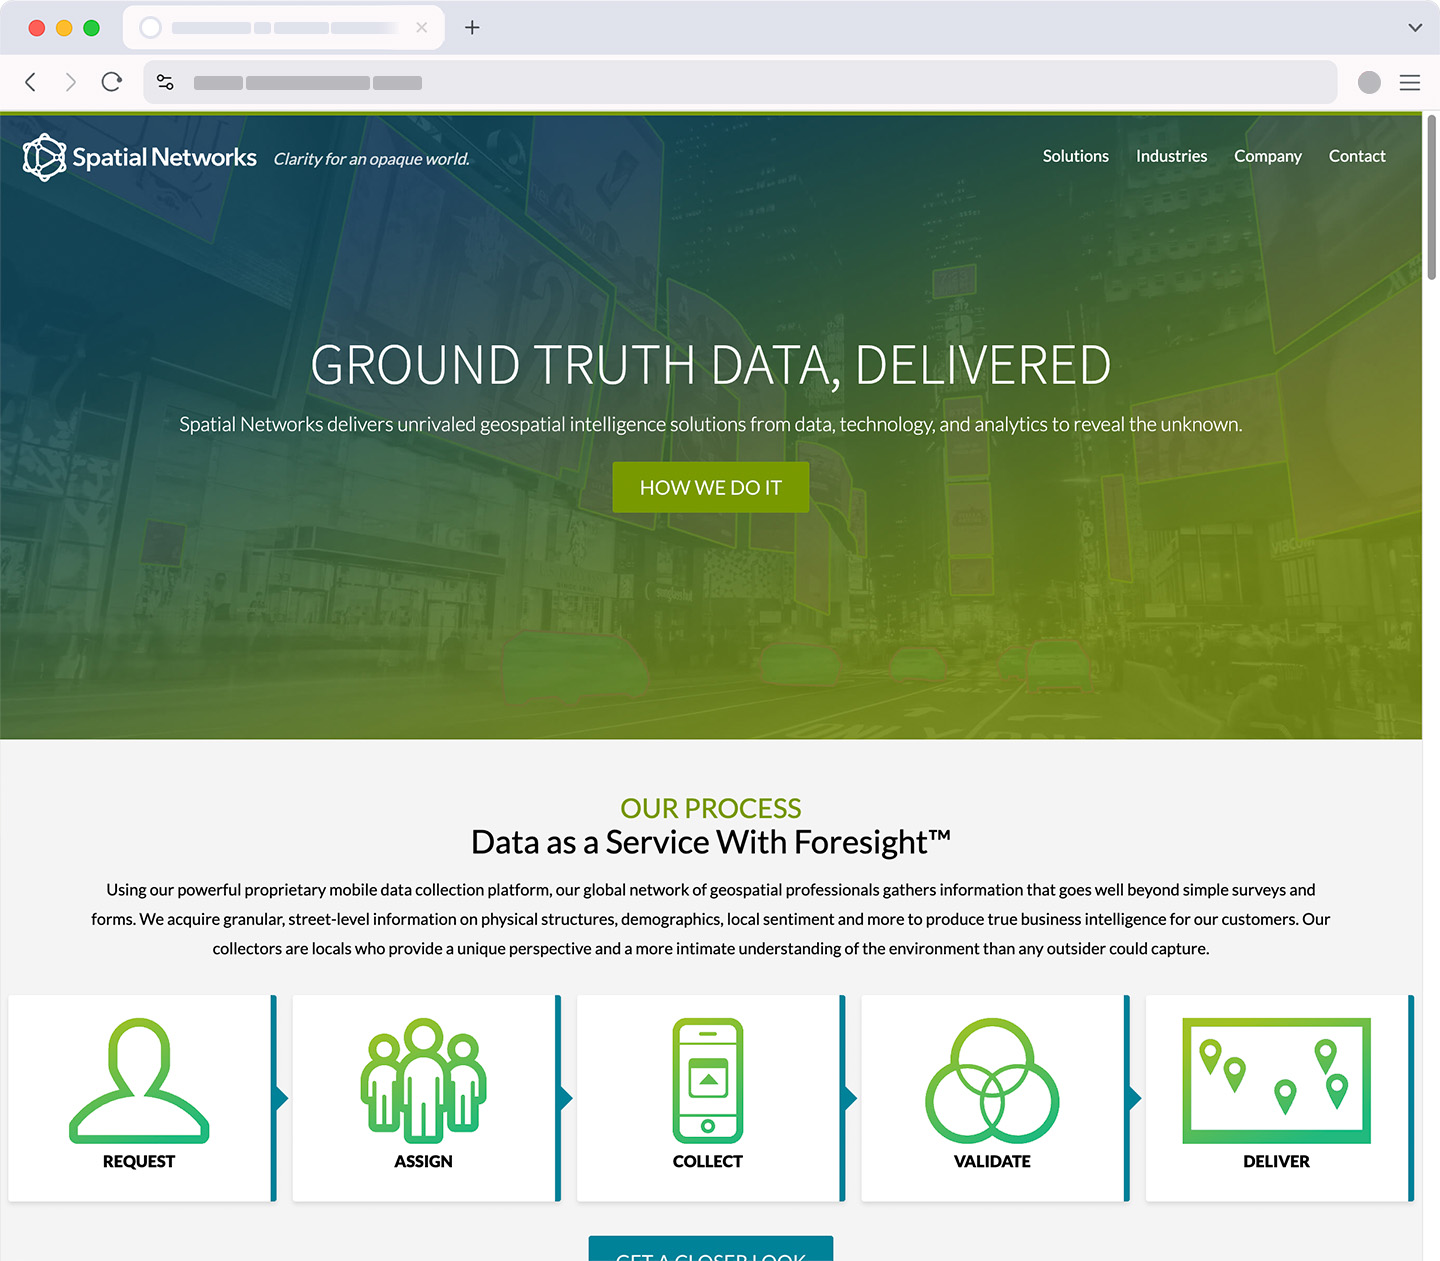 Spatial Networks Clarity for an opaque world.
Solutions Industries Company Contact
GROUND TRUTH DATA, DELIVERED
Spatial Networks delivers unrivaled geospatial intelligence solutions from data, technology, and analytics to reveal the unknown.
HOW WE DO IT
OUR PROCESS
Data as a Service With Foresight™
Using our powerful proprietary mobile data collection platform, our global network of geospatial professionals gathers information that goes well beyond simple surveys and
forms. We acquire granular, street-level information on physical structures, demographics, local sentiment and more to produce true business intelligence for our customers. Our
collectors are locals who provide a unique perspective and a more intimate understanding of the environment than any outsider could capture.
REQUEST
ASSIGN
COLLECT
VALIDATE
DELIVER
GET A CLOSER LOOK